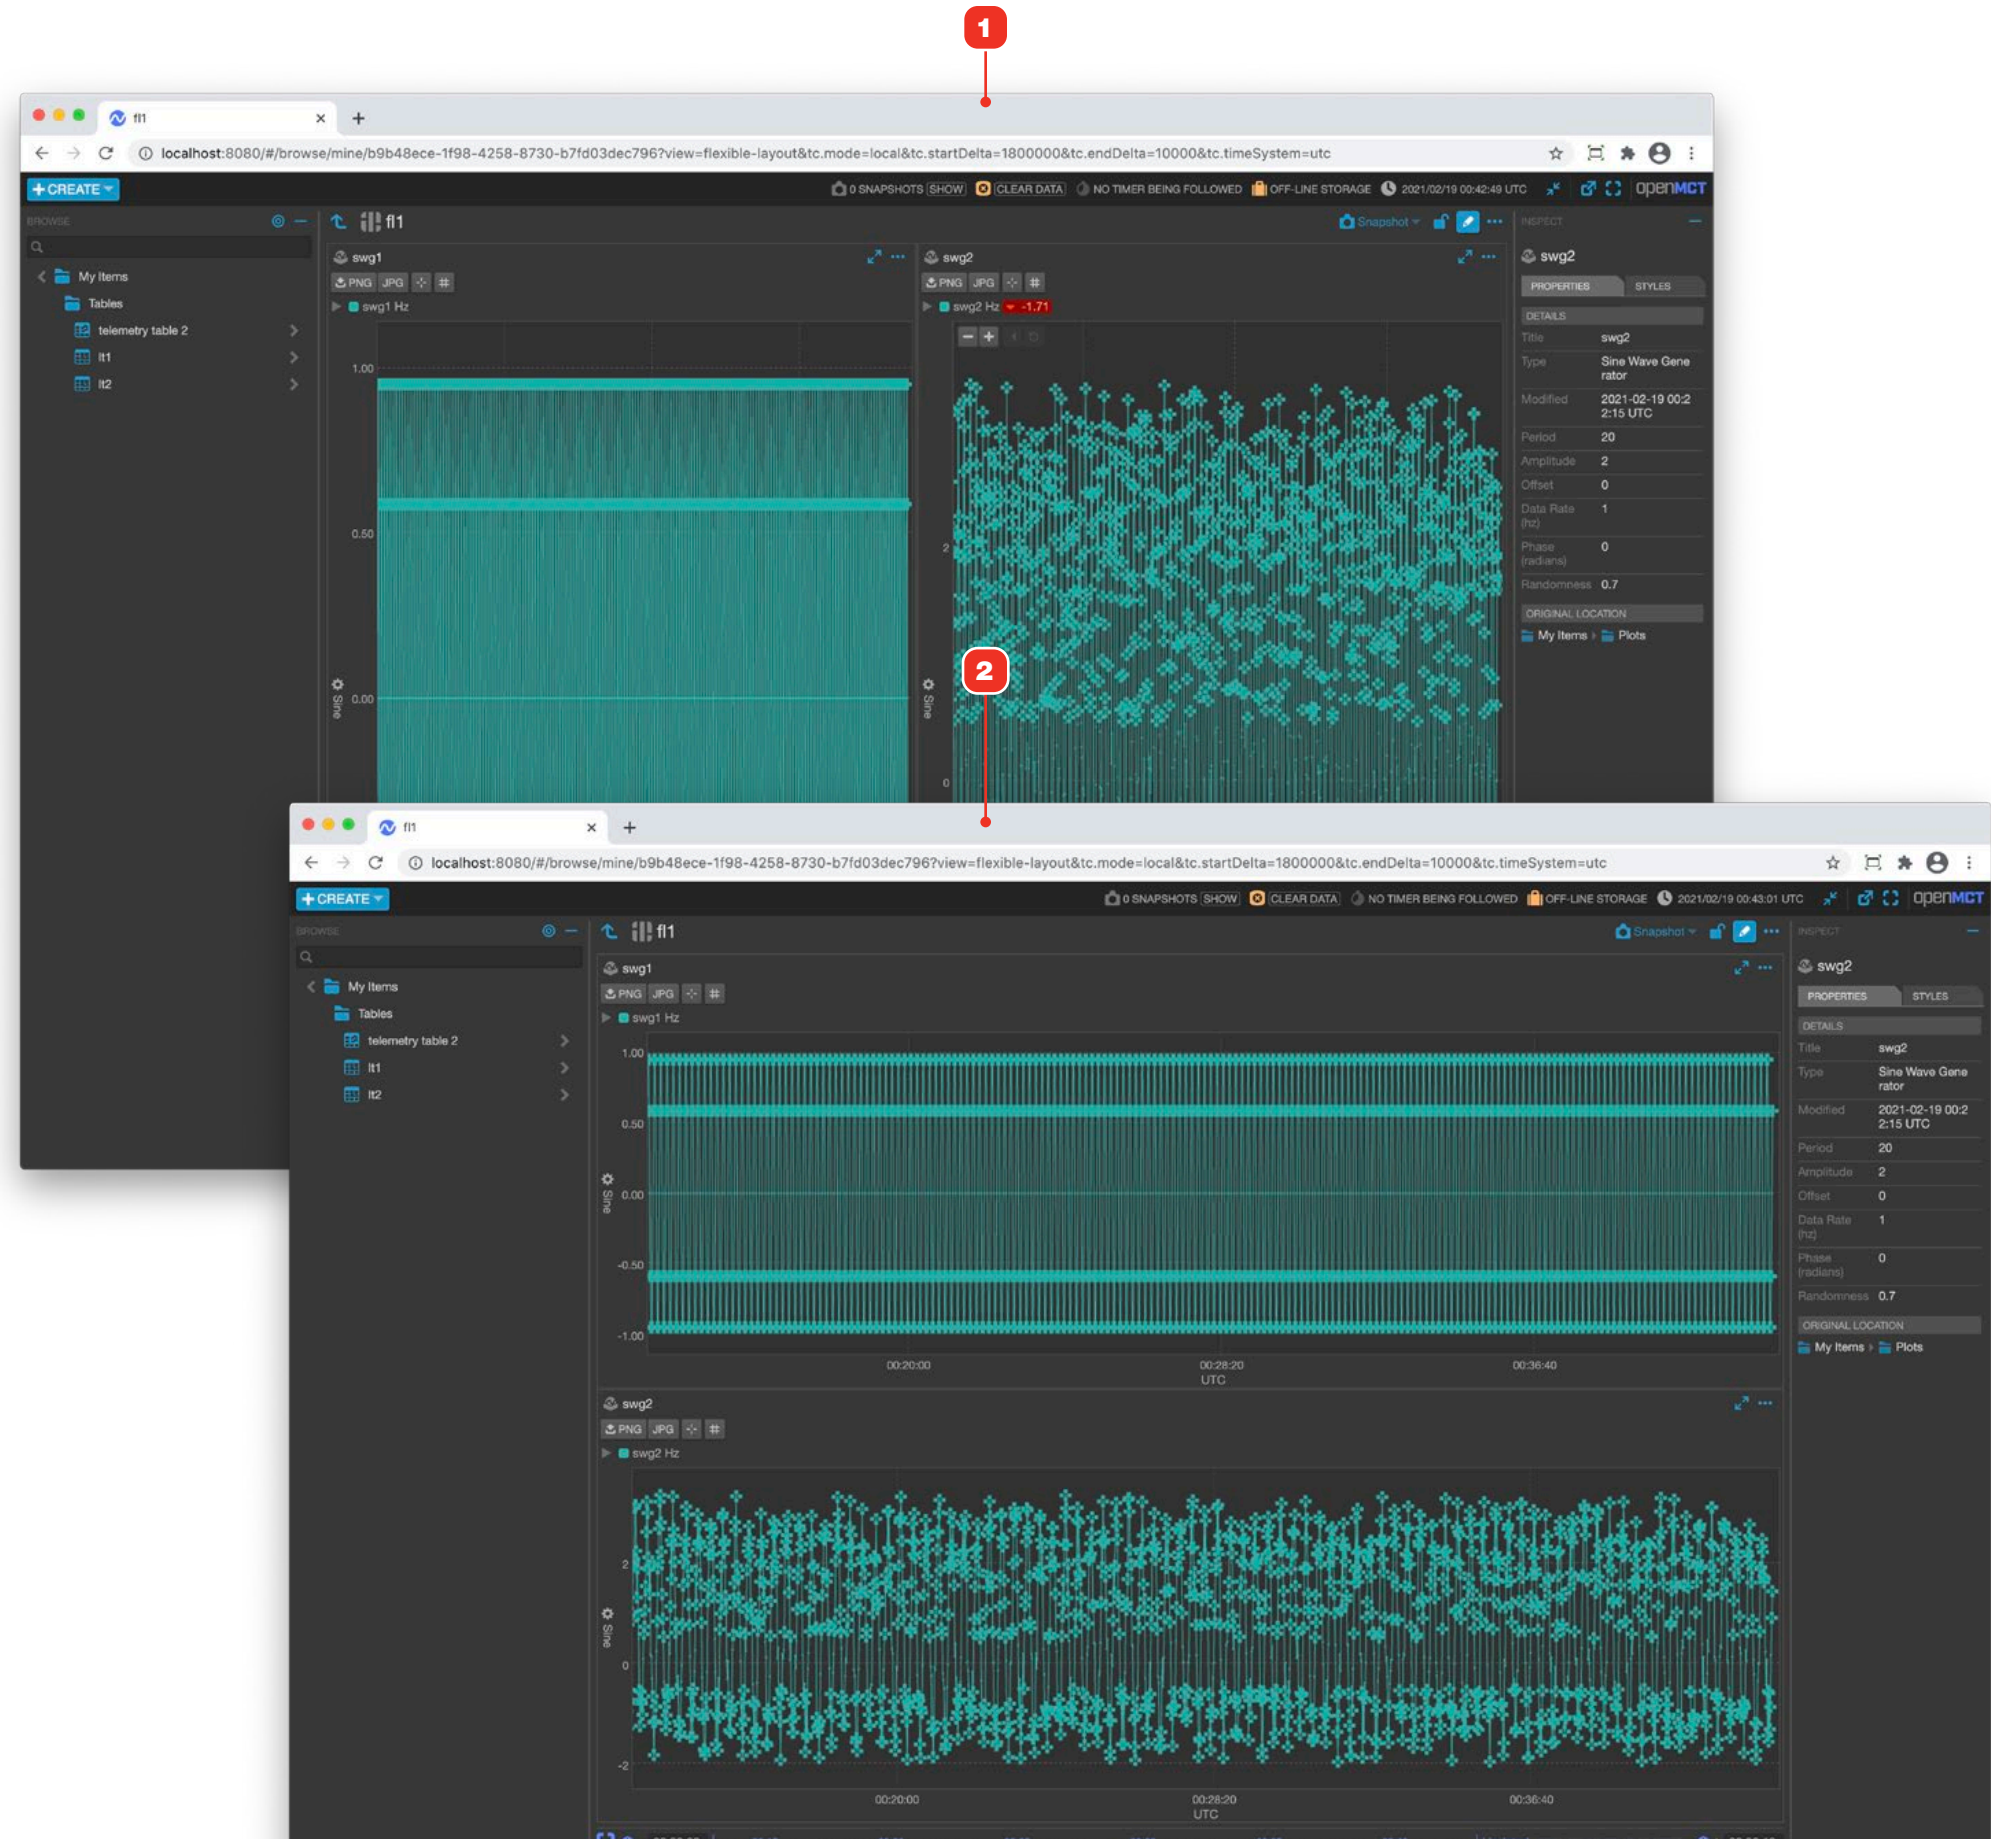 1
fl1
localhost:8080/#/browse/mine/b9b48ece-1f98-4258-8730-b7fd03dec796?view=flexible-layout&tc.mode=local&tc.startDelta=1800000&tc.endDelta=10000&tc.timeSystem=utc
+CREATE
0 SNAPSHOTS SHOW CLEAR DATA NO TIMER BEING FOLLOWED OFF-LINE STORAGE 2021/02/19 00:42:49 UTC openMCT
BROWSE
fl1
Snapshot
INSPECT
My Items
Tables
telemetry table 2
lt1
lt2
swg1
PNG JPG
swg1 Hz
1.00
0.50
0.00
Sine
swg2
PNG JPG
swg2 Hz -1.71
2
0
Sine
swg2
PROPERTIES STYLES
DETAILS
Title swg2
Type Sine Wave Gene
rator
Modified 2021-02-19 00:2
2:15 UTC
Period 20
Amplitude 2
Offset 0
Data Rate 1
(hz)
Phase 0
(radians)
Randomness 0.7
ORIGINAL LOCATION
My Items Plots
2
fl1
localhost:8080/#/browse/mine/b9b48ece-1f98-4258-8730-b7fd03dec796?view=flexible-layout&tc.mode=local&tc.startDelta=1800000&tc.endDelta=10000&tc.timeSystem=utc
+CREATE
0 SNAPSHOTS SHOW CLEAR DATA NO TIMER BEING FOLLOWED OFF-LINE STORAGE 2021/02/19 00:43:01 UTC openMCT
BROWSE
fl1
Snapshot
INSPECT
My Items
Tables
telemetry table 2
lt1
lt2
swg1
PNG JPG
swg1 Hz
1.00
0.50
0.00
-0.50
-1.00
Sine
00:20:00 00:28:20 00:36:40
UTC
swg2
PNG JPG
swg2 Hz
2
0
-2
Sine
00:20:00 00:28:20 00:36:40
UTC
swg2
PROPERTIES STYLES
DETAILS
Title swg2
Type Sine Wave Gene
rator
Modified 2021-02-19 00:2
2:15 UTC
Period 20
Amplitude 2
Offset 0
Data Rate 1
(hz)
Phase 0
(radians)
Randomness 0.7
ORIGINAL LOCATION
My Items Plots